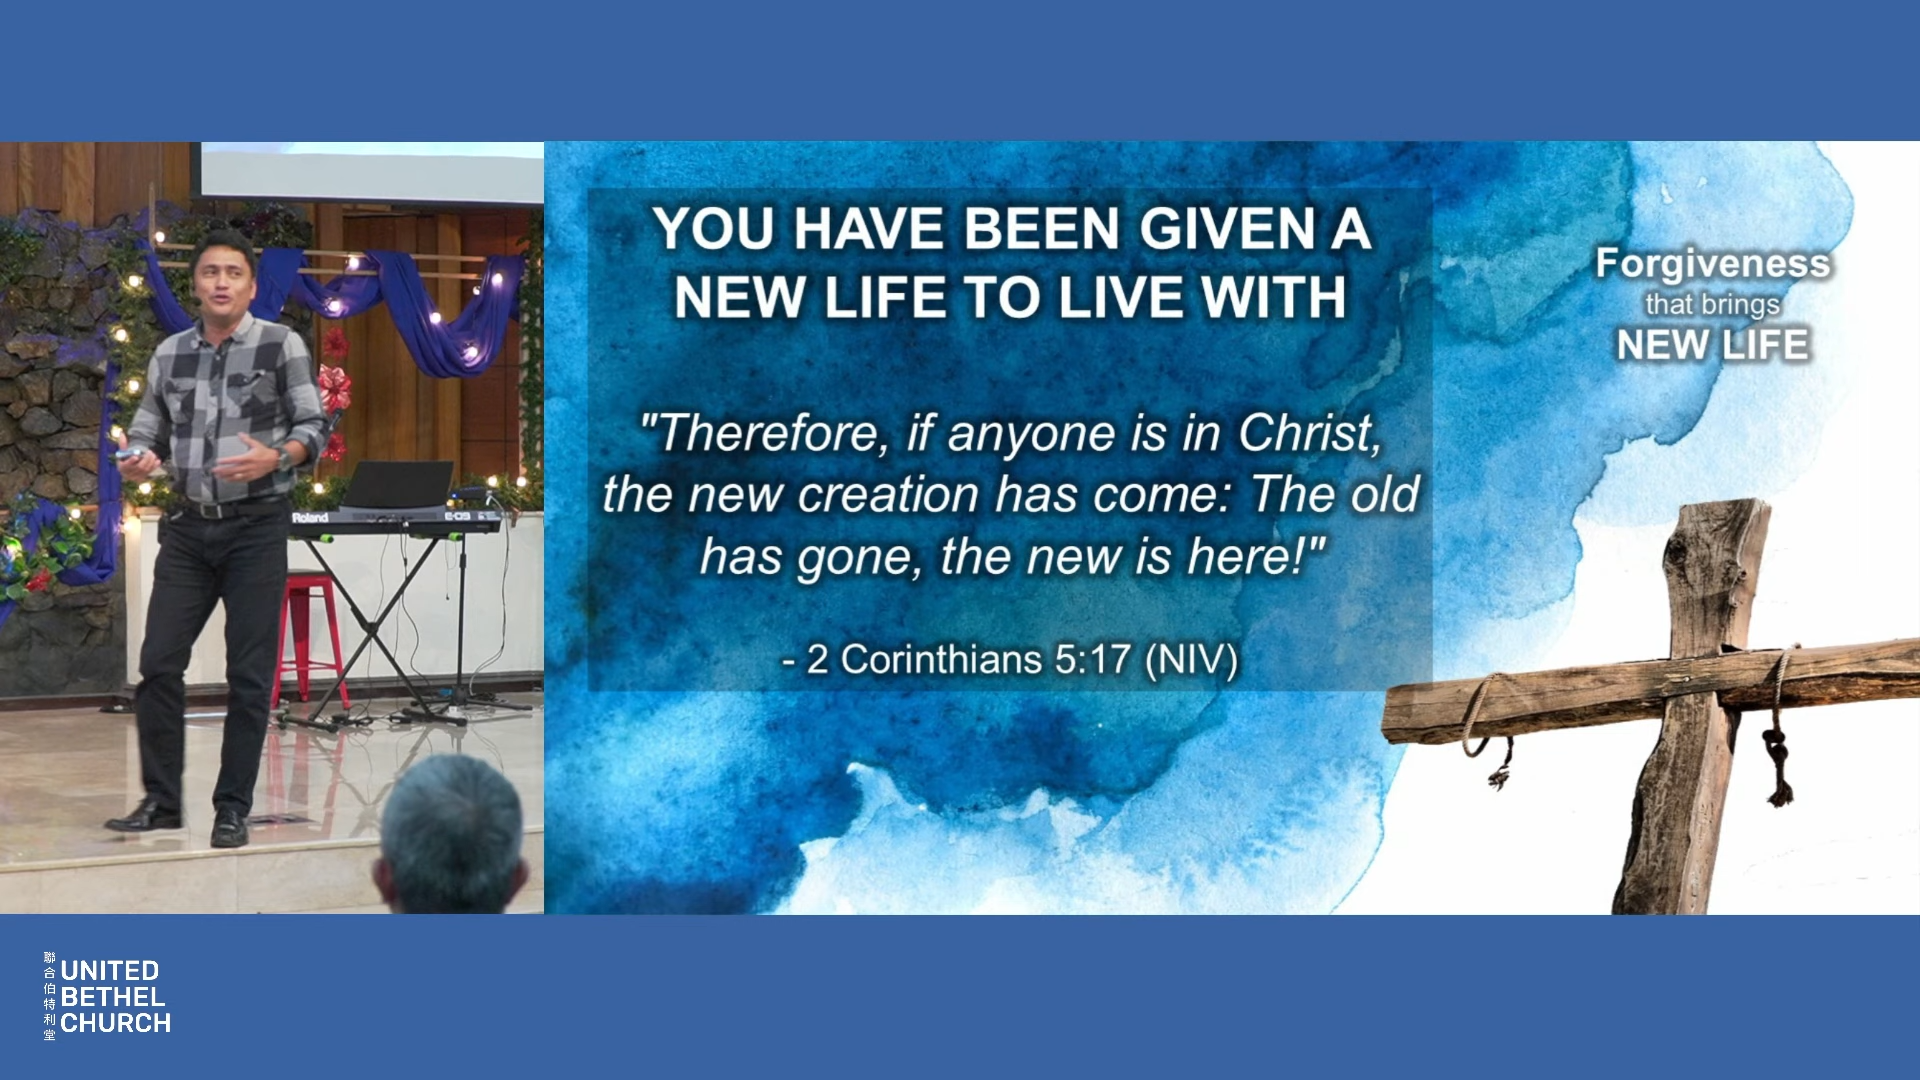 YOU HAVE BEEN GIVEN A
NEW LIFE TO LIVE WITH
"Therefore, if anyone is in Christ,
the new creation has come: The old
has gone, the new is here!"
- 2 Corinthians 5:17 (NIV)
Forgiveness
that brings
NEW LIFE
Roland
E-09
聯合伯特利堂
UNITED
BETHEL
CHURCH